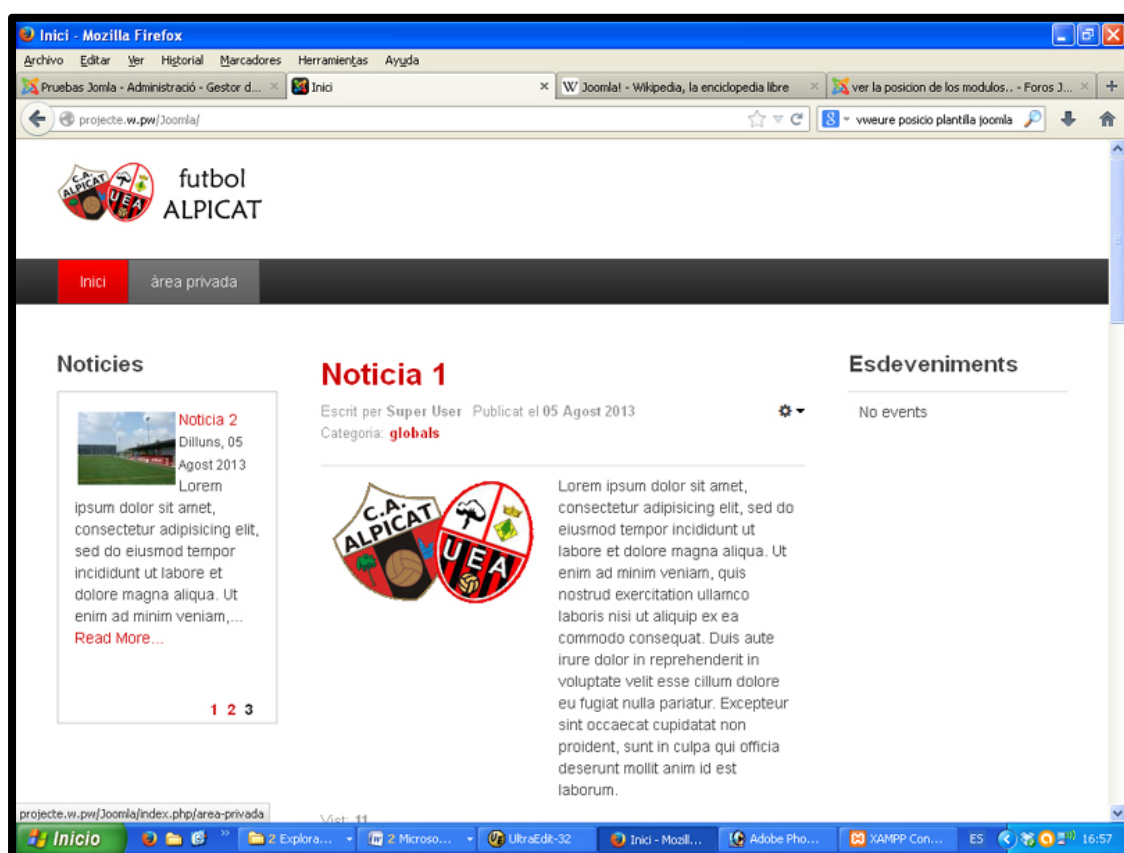 Inici - Mozilla Firefox
Archivo Editar Ver Historial Marcadores Herramientas Ayuda
Pruebas Jomla - Administració - Gestor d... × Inici × W Joomla! - Wikipedia, la enciclopedia libre × ver la posicion de los modulos.. - Foros J... × +
projecte.w.pw/Joomla/ 8 vweure posicio plantilla joomla
C.A. ALPICAT UEA
futbol
ALPICAT
Inici àrea privada
Noticies
Noticia 2
Dilluns, 05
Agost 2013
Lorem
ipsum dolor sit amet,
consectetur adipisicing elit,
sed do eiusmod tempor
incididunt ut labore et
dolore magna aliqua. Ut
enim ad minim veniam,...
Read More...
1 2 3
Noticia 1
Escrit per Super User Publicat el 05 Agost 2013
Categoria: globals
C.A.
ALPICAT
UEA
Lorem ipsum dolor sit amet,
consectetur adipisicing elit, sed do
eiusmod tempor incididunt ut
labore et dolore magna aliqua. Ut
enim ad minim veniam, quis
nostrud exercitation ullamco
laboris nisi ut aliquip ex ea
commodo consequat. Duis aute
irure dolor in reprehenderit in
voluptate velit esse cillum dolore
eu fugiat nulla pariatur. Excepteur
sint occaecat cupidatat non
proident, sunt in culpa qui officia
deserunt mollit anim id est
laborum.
Vist: 11
Esdeveniments
No events
projecte.w.pw/Joomla/index.php/area-privada
Inicio » 2 Explora... 2 Microso... UltraEdit-32 Inici - Mozill... Adobe Pho... XAMPP Con... ES 16:57